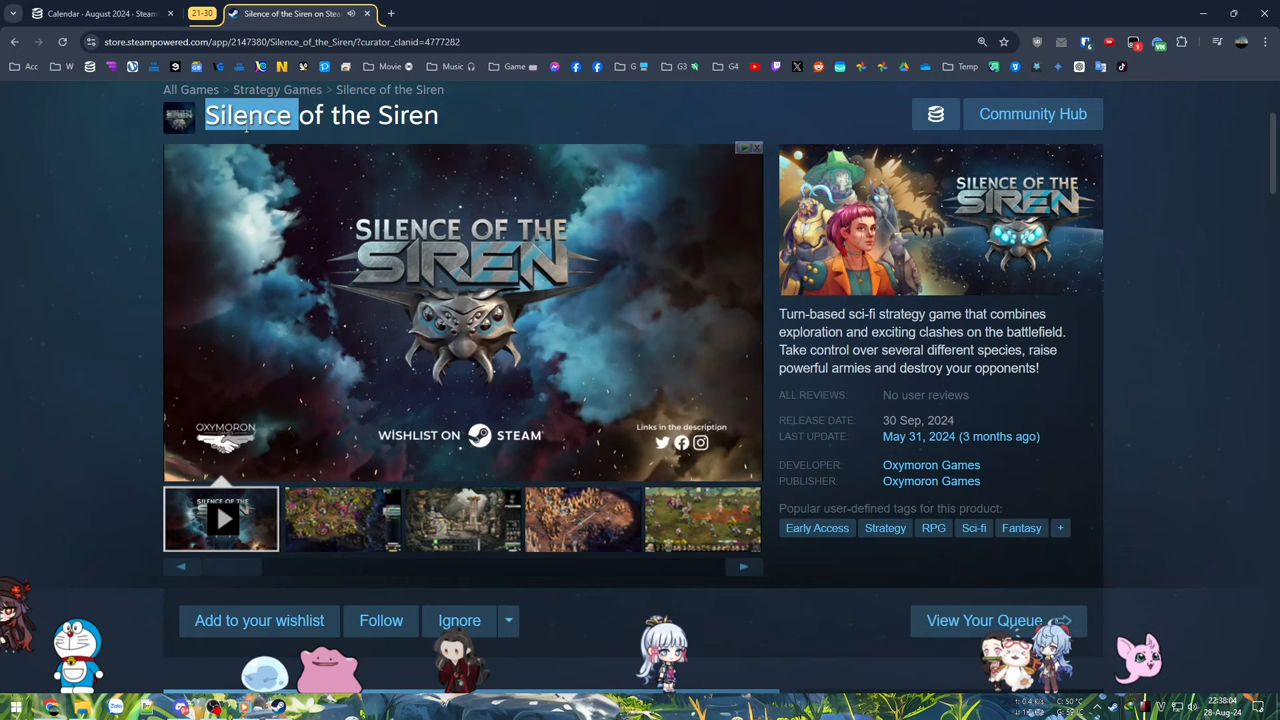 Calendar · August 2024 · Steam
21-30
Silence of the Siren on Stea
store.steampowered.com/app/2147380/Silence_of_the_Siren/?curator_clanid=4777282
Acc
W
Movie
Music
Game
G
G3
G4
Temp
All Games > Strategy Games > Silence of the Siren
Silence of the Siren
Community Hub
SILENCE OF THE
SIREN
OXYMORON
GAMES
WISHLIST ON STEAM
Links in the description
SILENCE OF THE
SIREN
Turn-based sci-fi strategy game that combines
exploration and exciting clashes on the battlefield.
Take control over several different species, raise
powerful armies and destroy your opponents!
ALL REVIEWS: No user reviews
RELEASE DATE: 30 Sep, 2024
LAST UPDATE: May 31, 2024 (3 months ago)
DEVELOPER: Oxymoron Games
PUBLISHER: Oxymoron Games
Popular user-defined tags for this product:
Early Access Strategy RPG Sci-fi Fantasy +
SILENCE OF THE
Add to your wishlist
Follow
Ignore
View Your Queue
Zalo
22:38:04
28-Aug-24